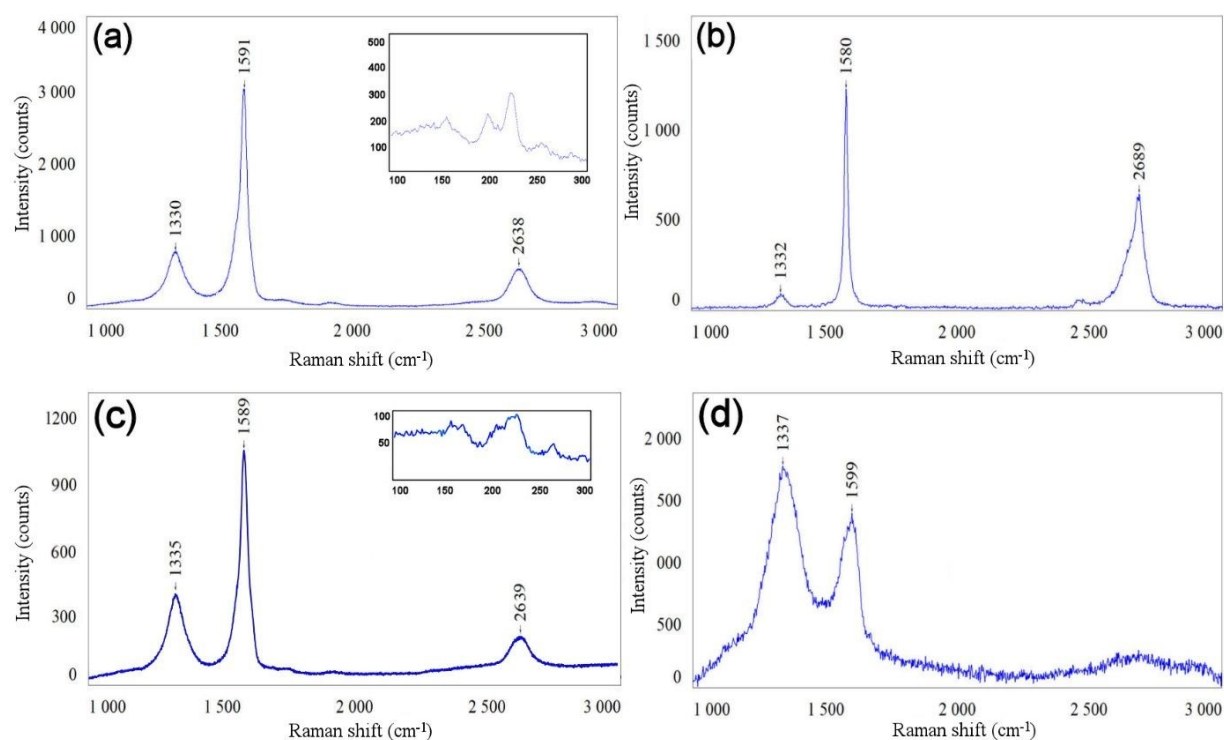 (a)
4 000
3 000
2 000
1 000
0
Intensity (counts)
1330
1591
2638
500
400
300
200
100
100 150 200 250 300
1 000 1 500 2 000 2 500 3 000
Raman shift (cm-1)
(b)
1 500
1 000
500
0
Intensity (counts)
1332
1580
2689
1 000 1 500 2 000 2 500 3 000
Raman shift (cm-1)
(c)
1200
900
600
300
0
Intensity (counts)
1335
1589
2639
100
50
100 150 200 250 300
1 000 1 500 2 000 2 500 3 000
Raman shift (cm-1)
(d)
2 000
500
000
500
0
Intensity (counts)
1337
1599
1 000 1 500 2 000 2 500 3 000
Raman shift (cm-1)